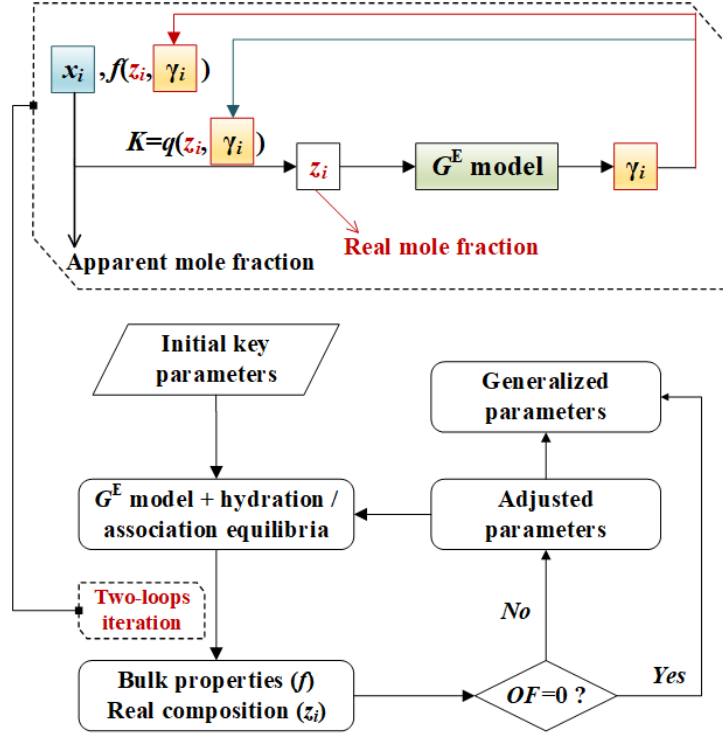 xᵢ , f(zᵢ, γᵢ )
K=q(zᵢ, γᵢ )
zᵢ
Gᴱ model
γᵢ
Real mole fraction
Apparent mole fraction
Initial key
parameters
Generalized
parameters
Gᴱ model + hydration /
association equilibria
Adjusted
parameters
Two-loops
iteration
No
Bulk properties (f)
Real composition (zᵢ)
OF=0 ?
Yes